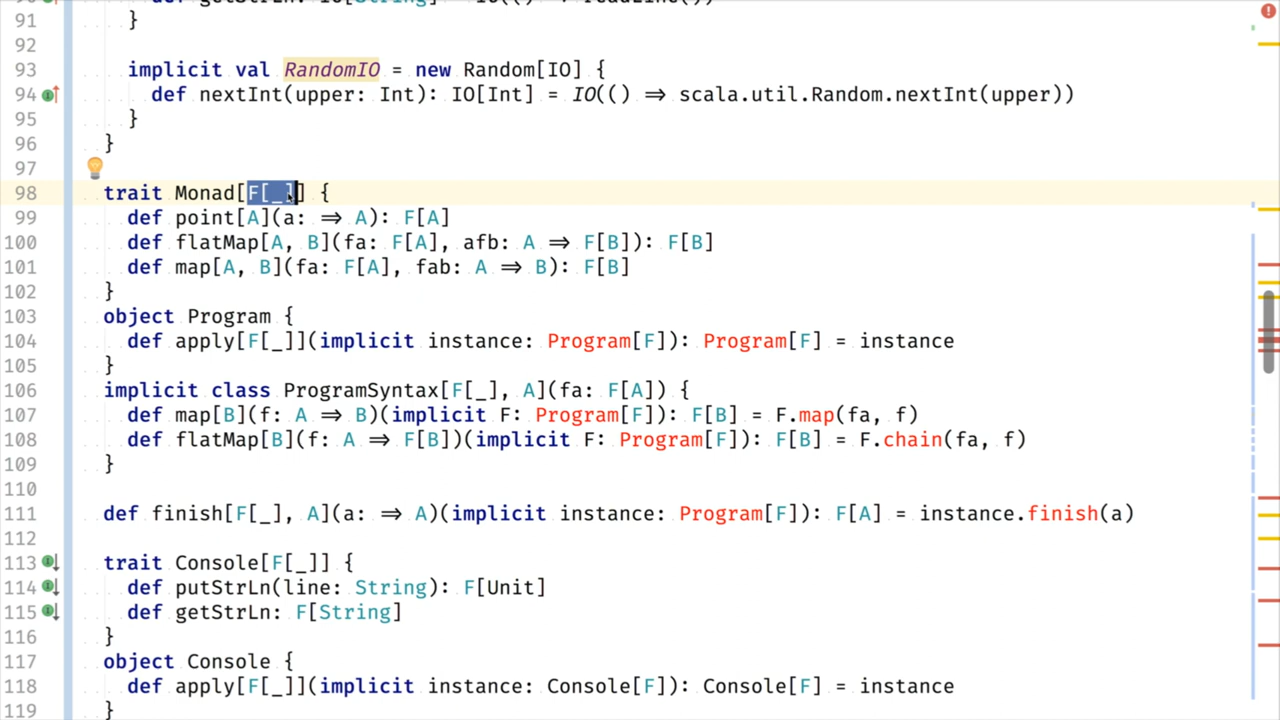 91 }
92
93 implicit val RandomIO = new Random[IO] {
94 def nextInt(upper: Int): IO[Int] = IO(() ⇒ scala.util.Random.nextInt(upper))
95 }
96 }
97
98 trait Monad[F[_]] {
99 def point[A](a: ⇒ A): F[A]
100 def flatMap[A, B](fa: F[A], afb: A ⇒ F[B]): F[B]
101 def map[A, B](fa: F[A], fab: A ⇒ B): F[B]
102 }
103 object Program {
104 def apply[F[_]](implicit instance: Program[F]): Program[F] = instance
105 }
106 implicit class ProgramSyntax[F[_], A](fa: F[A]) {
107 def map[B](f: A ⇒ B)(implicit F: Program[F]): F[B] = F.map(fa, f)
108 def flatMap[B](f: A ⇒ F[B])(implicit F: Program[F]): F[B] = F.chain(fa, f)
109 }
110
111 def finish[F[_], A](a: ⇒ A)(implicit instance: Program[F]): F[A] = instance.finish(a)
112
113 trait Console[F[_]] {
114 def putStrLn(line: String): F[Unit]
115 def getStrLn: F[String]
116 }
117 object Console {
118 def apply[F[_]](implicit instance: Console[F]): Console[F] = instance
119 }